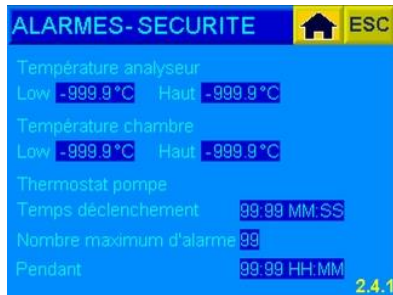 ALARMES-SECURITE ESC
Température analyseur
Low -999.9°C Haut -999.9°C
Température chambre
Low -999.9°C Haut -999.9°C
Thermostat pompe
Temps déclenchement 99:99 MM:SS
Nombre maximum d'alarme 99
Pendant 99:99 HH:MM
2.4.1